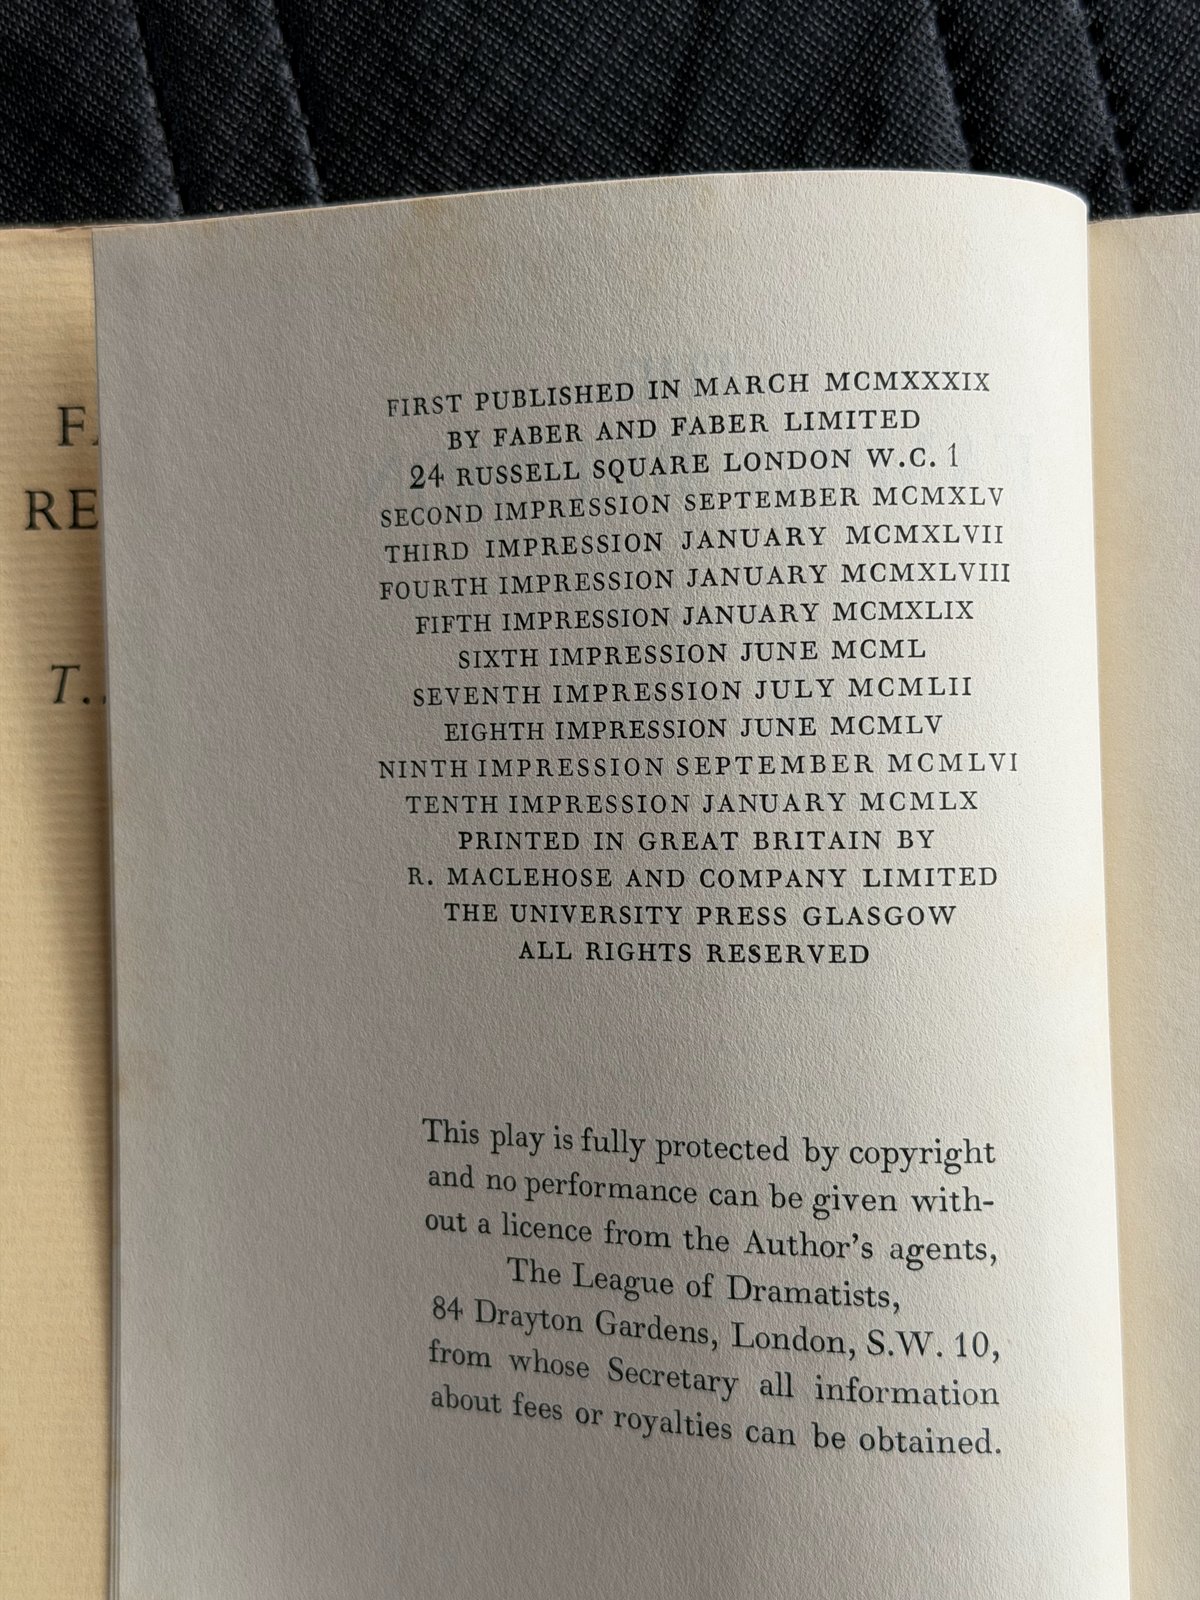 FA
RE
T.
FIRST PUBLISHED IN MARCH MCMXXXIX
BY FABER AND FABER LIMITED
24 RUSSELL SQUARE LONDON W.C. 1
SECOND IMPRESSION SEPTEMBER MCMXLV
THIRD IMPRESSION JANUARY MCMXLVII
FOURTH IMPRESSION JANUARY MCMXLVIII
FIFTH IMPRESSION JANUARY MCMXLIX
SIXTH IMPRESSION JUNE MCML
SEVENTH IMPRESSION JULY MCMLII
EIGHTH IMPRESSION JUNE MCMLV
NINTH IMPRESSION SEPTEMBER MCMLVI
TENTH IMPRESSION JANUARY MCMLX
PRINTED IN GREAT BRITAIN BY
R. MACLEHOSE AND COMPANY LIMITED
THE UNIVERSITY PRESS GLASGOW
ALL RIGHTS RESERVED
This play is fully protected by copyright
and no performance can be given with-
out a licence from the Author's agents,
The League of Dramatists,
84 Drayton Gardens, London, S.W. 10,
from whose Secretary all information
about fees or royalties can be obtained.